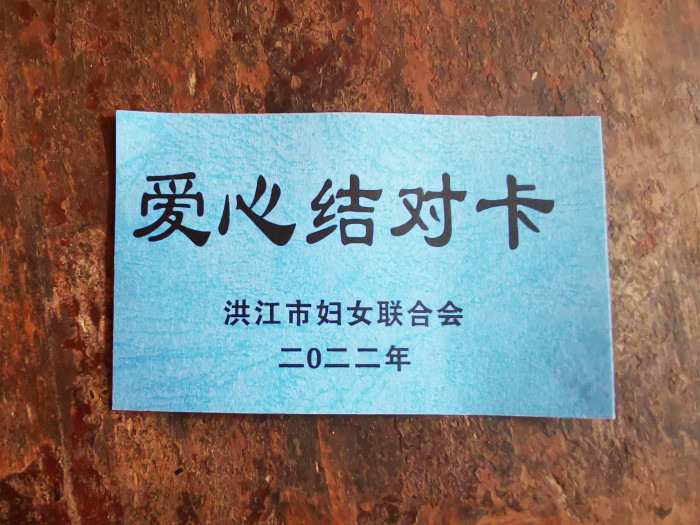 爱心结对卡
洪江市妇女联合会
二0二二年